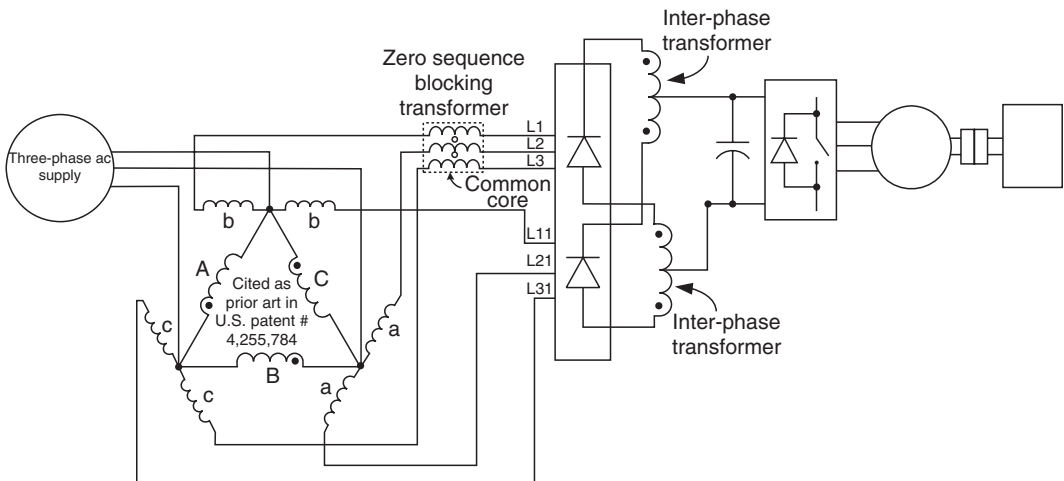 Inter-phase
transformer
Zero sequence
blocking
transformer
Three-phase ac
supply
L1
L2
L3
Common
core
b
b
L11
A
C
Cited as
prior art in
U.S. patent #
4,255,784
L21
L31
c
a
B
a
c
Inter-phase
transformer